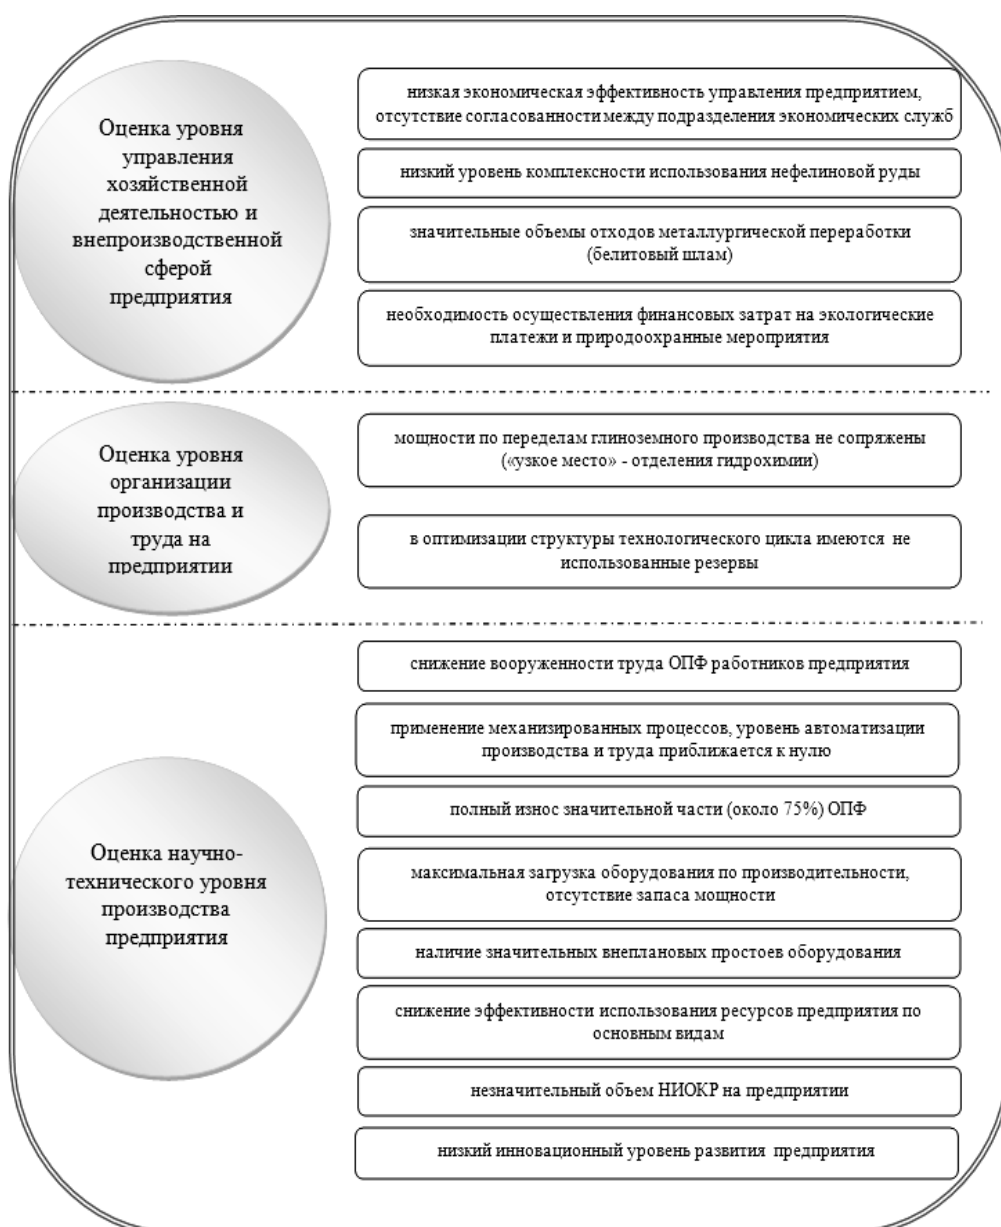 Оценка уровня
управления
хозяйственной
деятельностью и
внепроизводственной
сферой
предприятия
низкая экономическая эффективность управления предприятием,
отсутствие согласованности между подразделения экономических служб
низкий уровень комплексности использования нефелиновой руды
значительные объемы отходов металлургической переработки
(белитовый шлам)
необходимость осуществления финансовых затрат на экологические
платежи и природоохранные мероприятия
Оценка уровня
организации
производства и
труда на
предприятии
мощности по переделам глиноземного производства не сопряжены
(«узкое место» - отделения гидрохимии)
в оптимизации структуры технологического цикла имеются не
использованные резервы
Оценка научно-
технического уровня
производства
предприятия
снижение вооруженности труда ОПФ работников предприятия
применение механизированных процессов, уровень автоматизации
производства и труда приближается к нулю
полный износ значительной части (около 75%) ОПФ
максимальная загрузка оборудования по производительности,
отсутствие запаса мощности
наличие значительных внеплановых простоев оборудования
снижение эффективности использования ресурсов предприятия по
основным видам
незначительный объем НИОКР на предприятии
низкий инновационный уровень развития предприятия